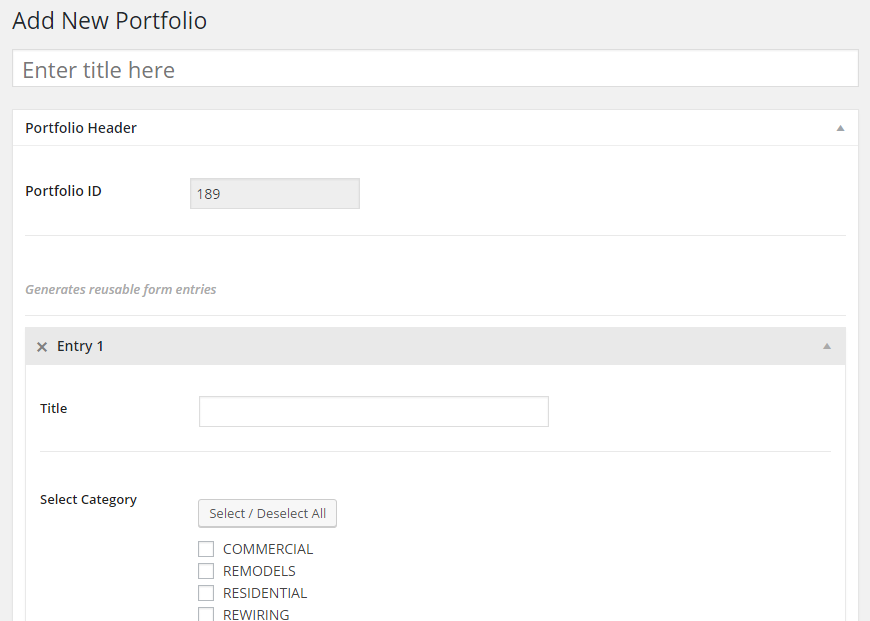 Add New Portfolio
Enter title here
Portfolio Header
Portfolio ID
189
Generates reusable form entries
Entry 1
Title
Select Category
Select / Deselect All
COMMERCIAL
REMODELS
RESIDENTIAL
REWIRING